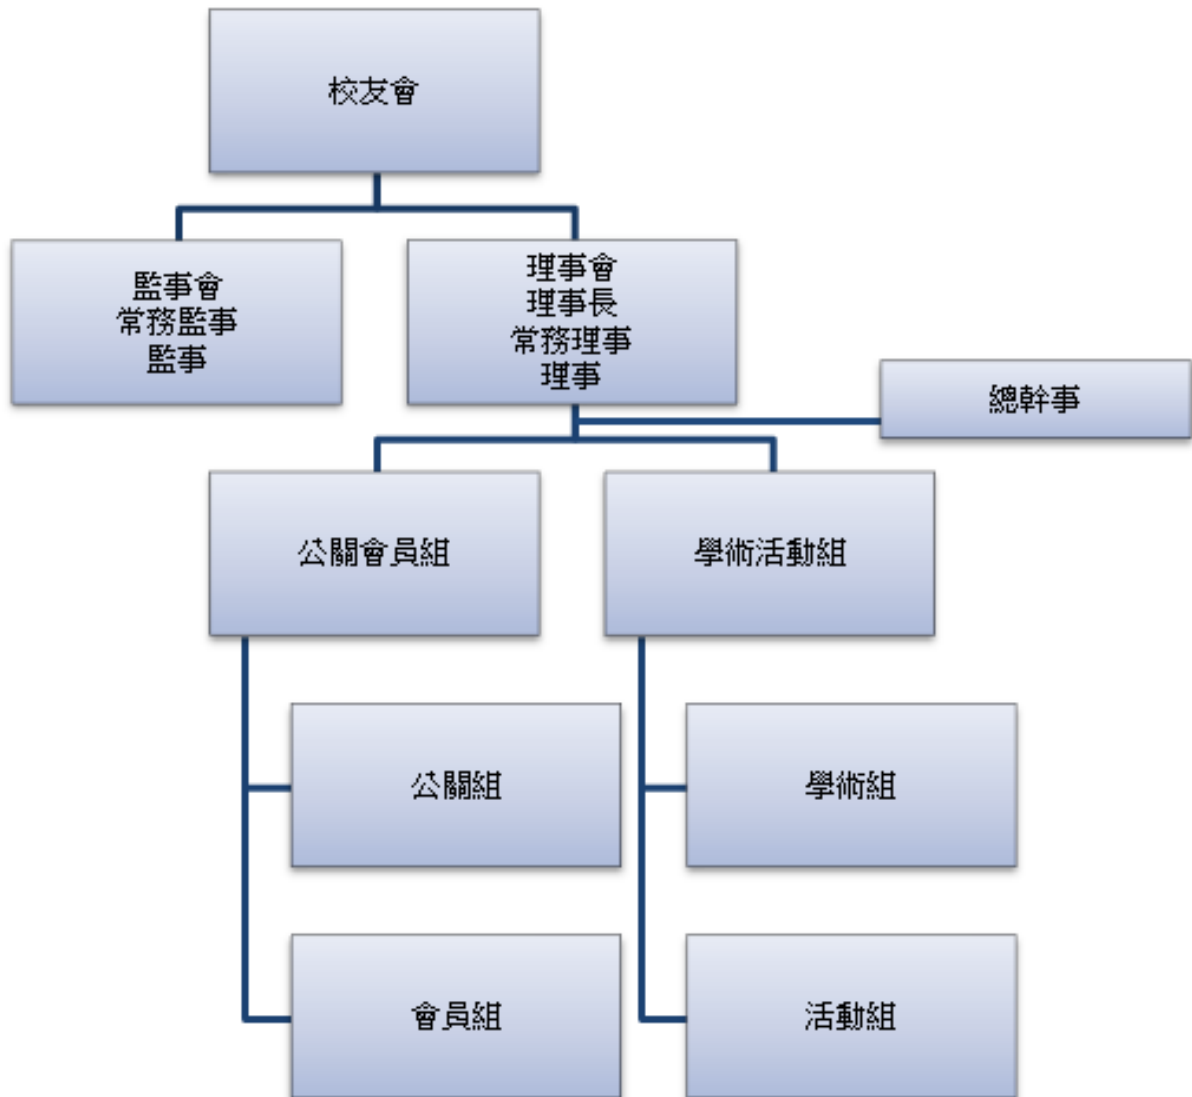 校友會
監事會
常務監事
監事
理事會
理事長
常務理事
理事
總幹事
公關會員組
學術活動組
公關組
學術組
會員組
活動組